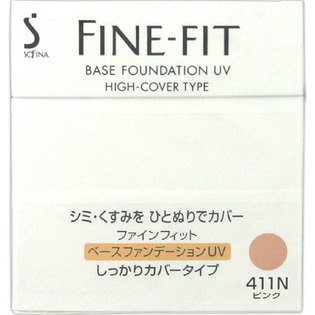 SOFINA
FINE-FIT
BASE FOUNDATION UV
HIGH-COVER TYPE
シミ・くすみを ひとぬりでカバー
ファインフィット
ベースファンデーションUV
しっかりカバータイプ
411N
ピンク